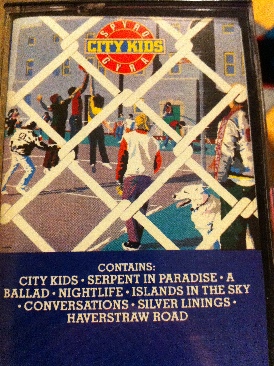 SPYRO
CITY KIDS
GYRA
CONTAINS:
CITY KIDS • SERPENT IN PARADISE • A
BALLAD • NIGHTLIFE • ISLANDS IN THE SKY
• CONVERSATIONS • SILVER LININGS •
HAVERSTRAW ROAD